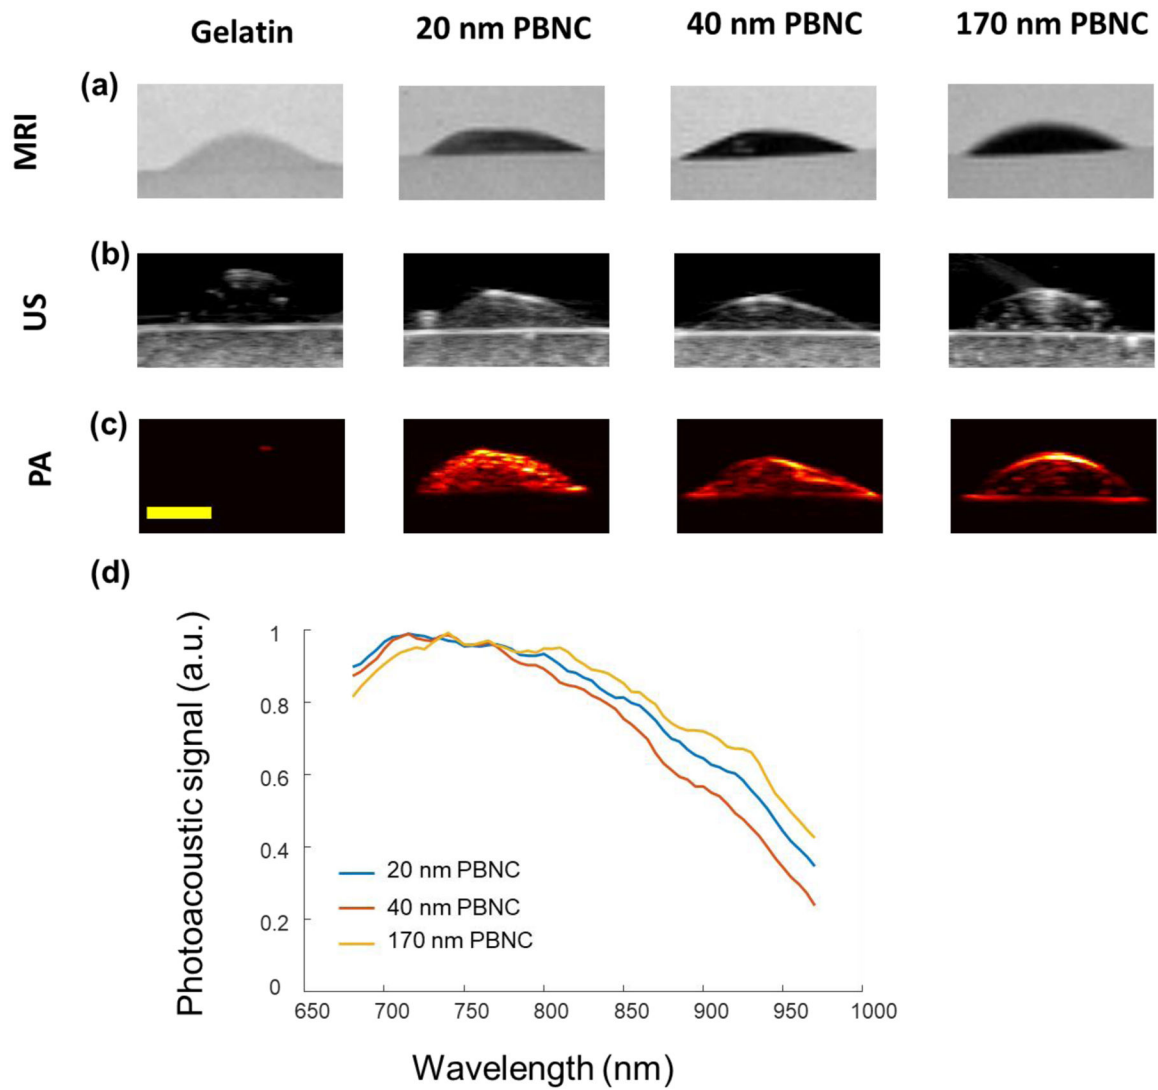 Gelatin 20 nm PBNC 40 nm PBNC 170 nm PBNC
(a)
MRI
(b)
US
(c)
PA
(d)
Photoacoustic signal (a.u.)
1
0.8
0.6
0.4
0.2
0
20 nm PBNC
40 nm PBNC
170 nm PBNC
650 700 750 800 850 900 950 1000
Wavelength (nm)